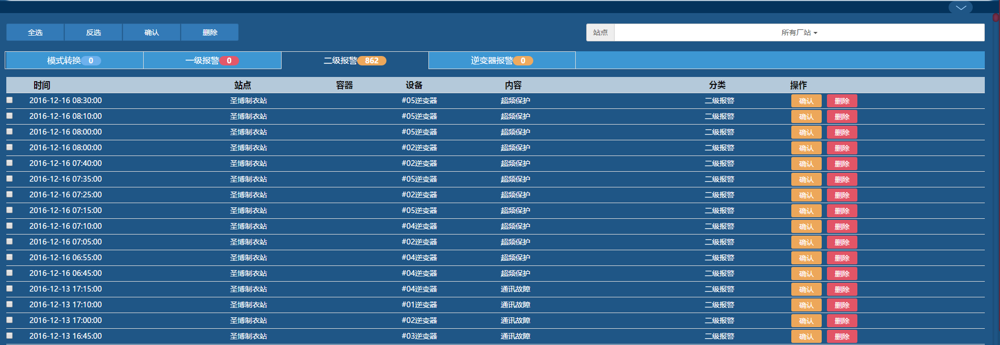 全选 反选 确认 删除 站点 所有厂站
模式转换 0 一级报警 0 二级报警 862 逆变器报警 0
时间 站点 容器 设备 内容 分类 操作
2016-12-16 08:30:00 圣博制衣站 #05逆变器 超频保护 二级报警 确认 删除
2016-12-16 08:10:00 圣博制衣站 #05逆变器 超频保护 二级报警 确认 删除
2016-12-16 08:00:00 圣博制衣站 #05逆变器 超频保护 二级报警 确认 删除
2016-12-16 08:00:00 圣博制衣站 #02逆变器 超频保护 二级报警 确认 删除
2016-12-16 07:40:00 圣博制衣站 #02逆变器 超频保护 二级报警 确认 删除
2016-12-16 07:35:00 圣博制衣站 #05逆变器 超频保护 二级报警 确认 删除
2016-12-16 07:25:00 圣博制衣站 #02逆变器 超频保护 二级报警 确认 删除
2016-12-16 07:15:00 圣博制衣站 #05逆变器 超频保护 二级报警 确认 删除
2016-12-16 07:10:00 圣博制衣站 #04逆变器 超频保护 二级报警 确认 删除
2016-12-16 07:05:00 圣博制衣站 #02逆变器 超频保护 二级报警 确认 删除
2016-12-16 06:55:00 圣博制衣站 #04逆变器 超频保护 二级报警 确认 删除
2016-12-16 06:45:00 圣博制衣站 #04逆变器 超频保护 二级报警 确认 删除
2016-12-13 17:15:00 圣博制衣站 #04逆变器 通讯故障 二级报警 确认 删除
2016-12-13 17:10:00 圣博制衣站 #01逆变器 通讯故障 二级报警 确认 删除
2016-12-13 17:00:00 圣博制衣站 #02逆变器 通讯故障 二级报警 确认 删除
2016-12-13 16:45:00 圣博制衣站 #03逆变器 通讯故障 二级报警 确认 删除